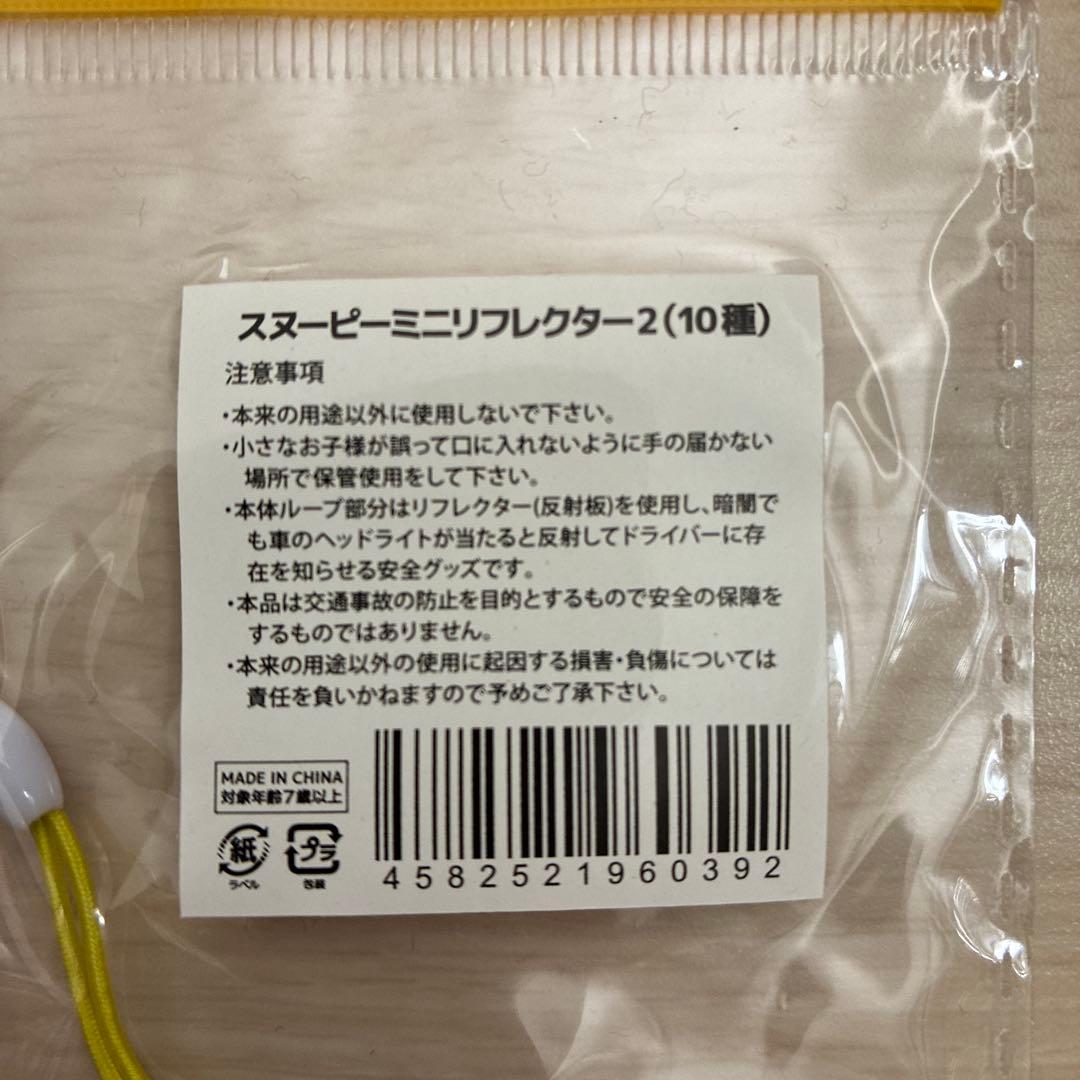 スヌーピーミニリフレクター2(10種)
注意事項
・本来の用途以外に使用しないで下さい。
・小さなお子様が誤って口に入れないように手の届かない
場所で保管使用をして下さい。
・本体ループ部分はリフレクター(反射板)を使用し、暗闇で
も車のヘッドライトが当たると反射してドライバーに存
在を知らせる安全グッズです。
・本品は交通事故の防止を目的とするもので安全の保障を
するものではありません。
・本来の用途以外の使用に起因する損害・負傷については
責任を負いかねますので予めご了承下さい。
MADE IN CHINA
対象年齢7歳以上
紙
ラベル
プラ
包装
4582521960392